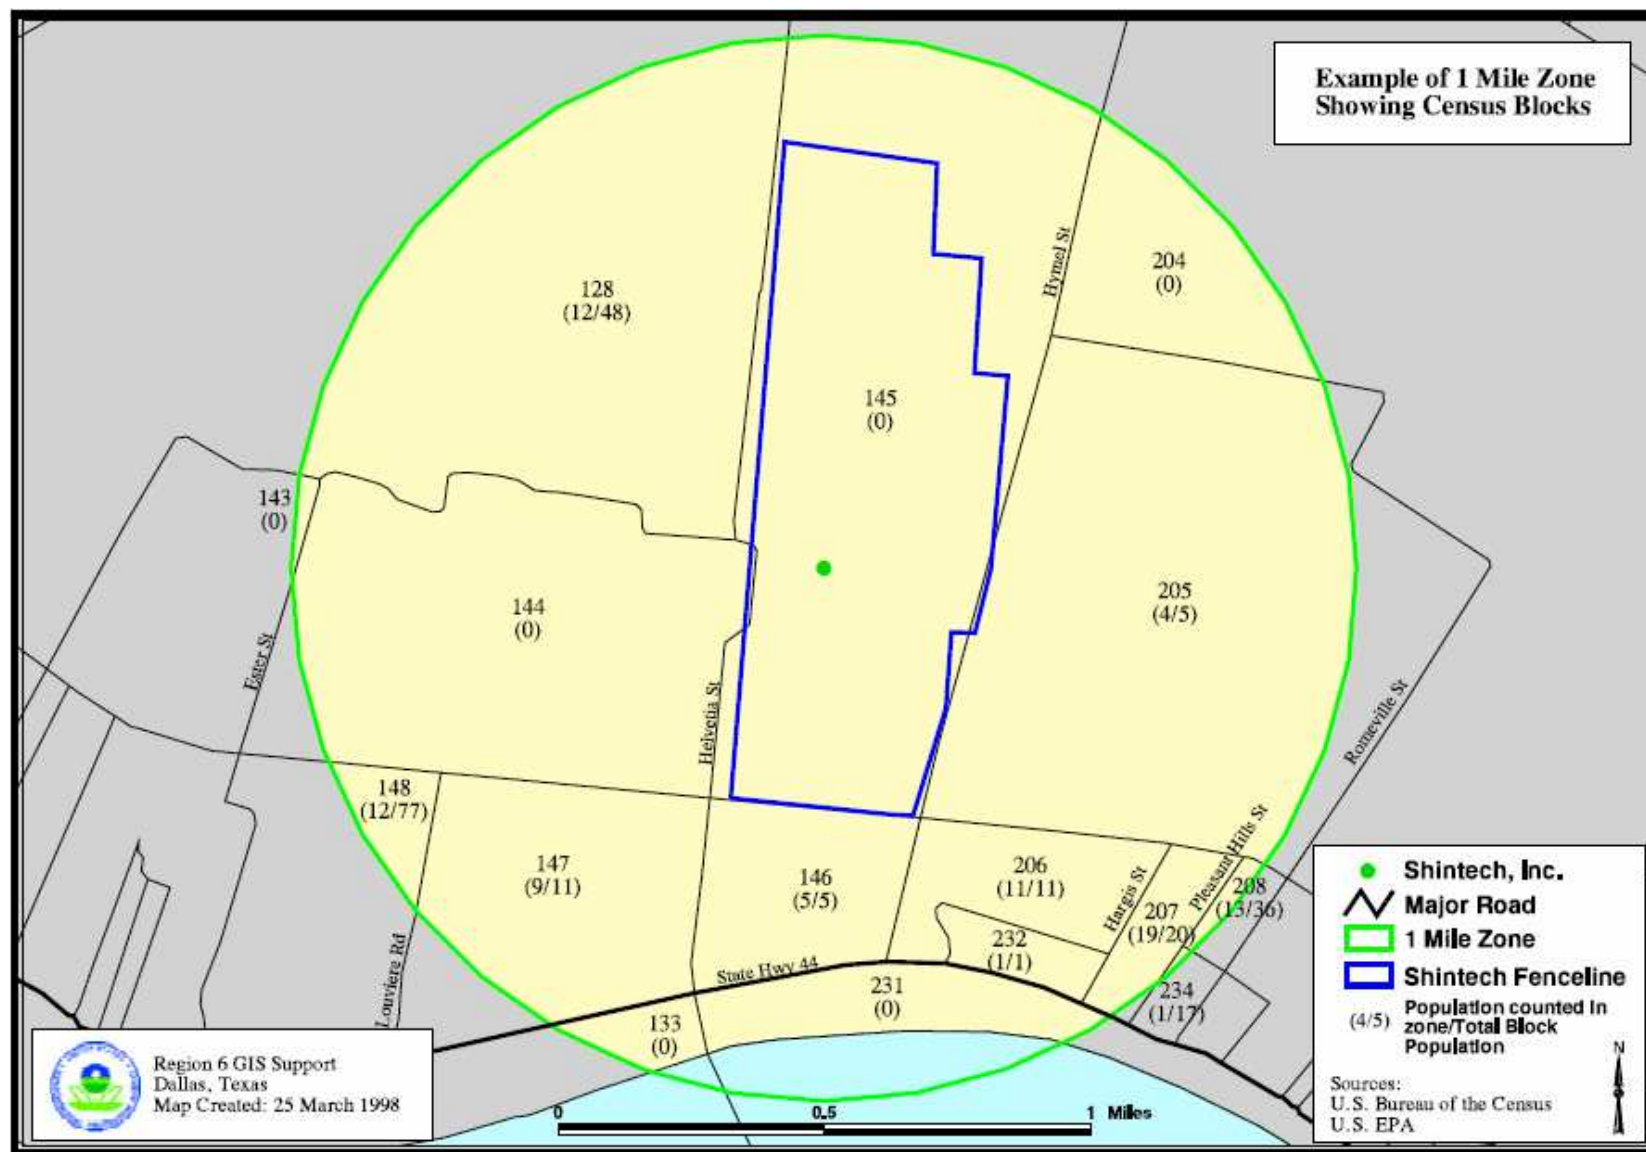 Example of 1 Mile Zone
Showing Census Blocks
128
(12/48)
Hymel St
204
(0)
145
(0)
143
(0)
144
(0)
205
(4/5)
Ester St
Helvetia St
Romeville St
148
(12/77)
147
(9/11)
146
(5/5)
206
(11/11)
Hargis St
Pleasant Hills St
207
(19/20)
208
(13/36)
232
(1/1)
Louviere Rd
State Hwy 44
231
(0)
234
(1/17)
133
(0)
Shintech, Inc.
Major Road
1 Mile Zone
Shintech Fenceline
(4/5) Population counted in
zone/Total Block
Population
N
Sources:
U.S. Bureau of the Census
U.S. EPA
Region 6 GIS Support
Dallas, Texas
Map Created: 25 March 1998
0 0.5 1 Miles